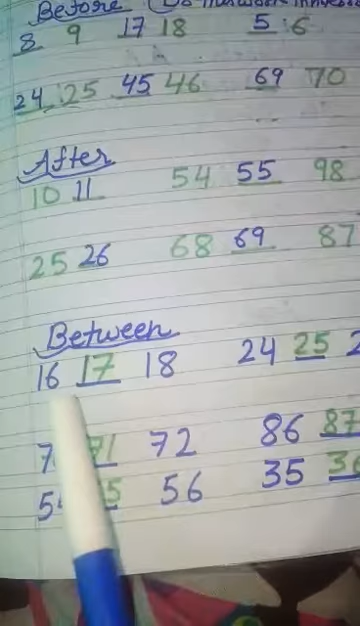 Before
8 9 17 18 5 6
24 25 45 46 69 70
After
10 11 54 55 98
25 26 68 69 87
Between
16 17 18 24 25
72 86 87
56 35